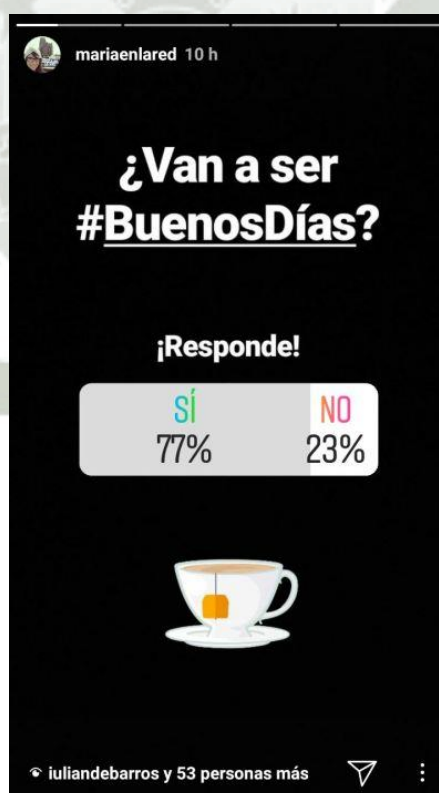 mariaenlared 10 h
¿Van a ser
#BuenosDías?
¡Responde!
SÍ NO
77% 23%
iuliandebarros y 53 personas más